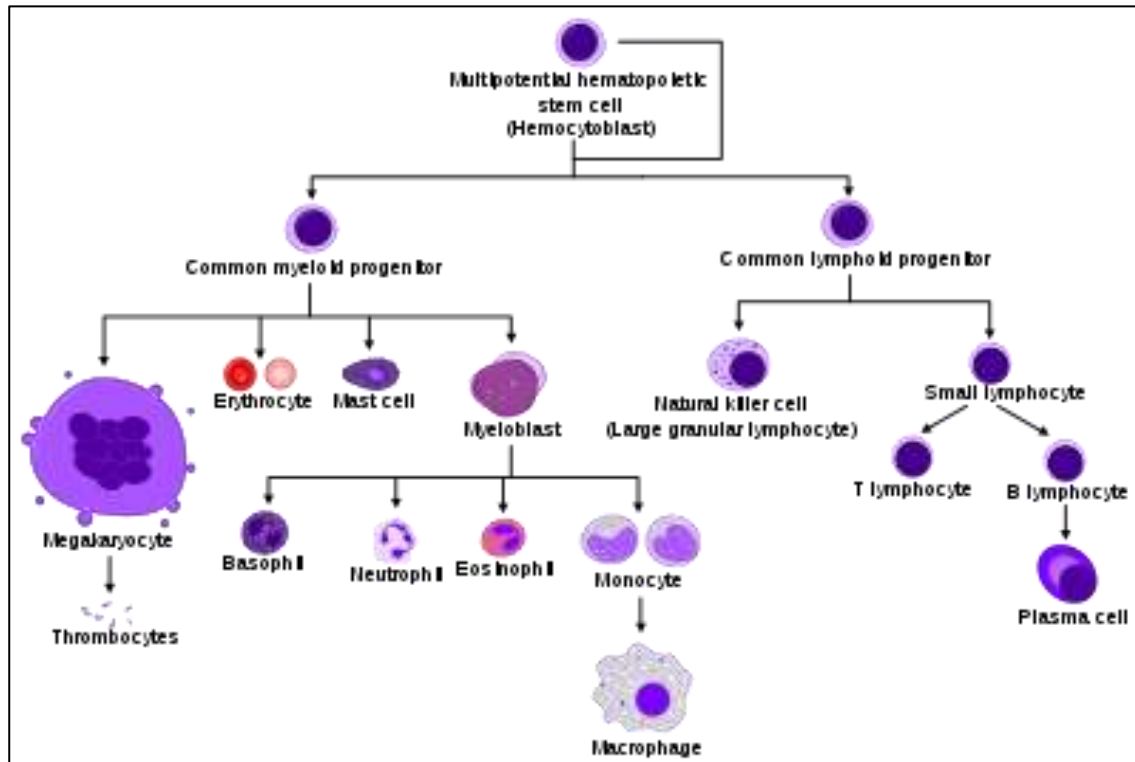 Multipotential hematopoietic
stem cell
(Hemocytoblast)
Common myeloid progenitor
Common lymphoid progenitor
Erythrocyte
Mast cell
Myeloblast
Natural killer cell
(Large granular lymphocyte)
Small lymphocyte
T lymphocyte
B lymphocyte
Megakaryocyte
Basophil
Neutrophil
Eosinophil
Monocyte
Plasma cell
Thrombocytes
Macrophage